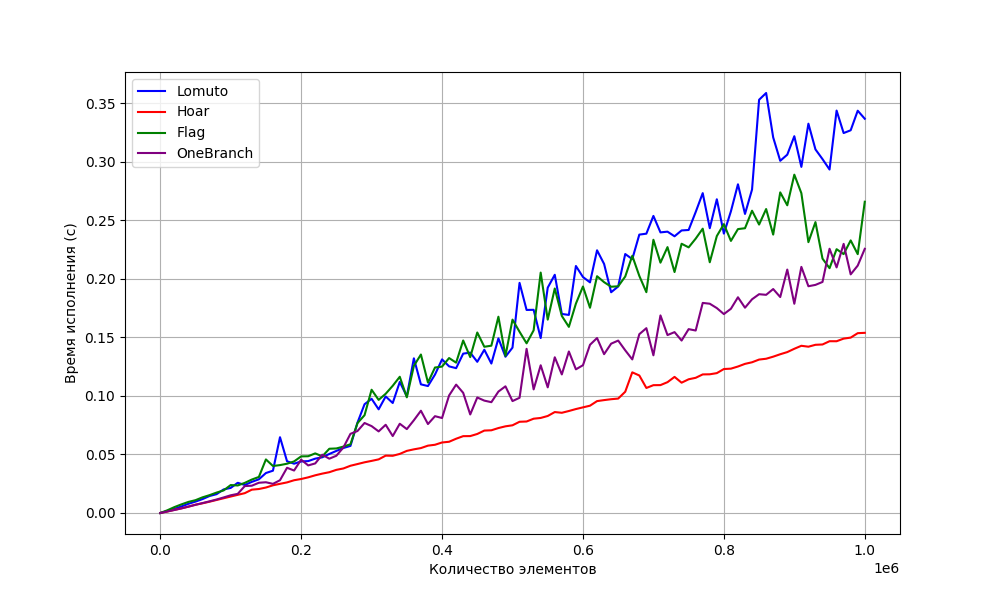 Lomuto
Hoar
Flag
OneBranch
0.35
0.30
0.25
0.20
0.15
0.10
0.05
0.00
Время исполнения (с)
0.0 0.2 0.4 0.6 0.8 1.0
Количество элементов
1e6